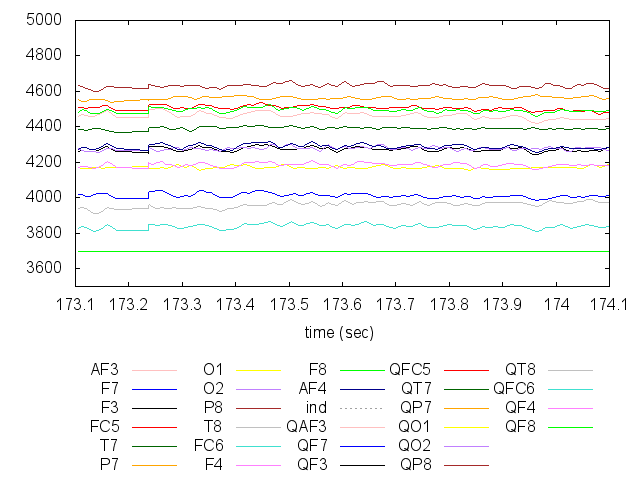 5000
4800
4600
4400
4200
4000
3800
3600
173.1 173.2 173.3 173.4 173.5 173.6 173.7 173.8 173.9 174 174.1
time (sec)
AF3 O1 F8 QFC5 QT8
F7 O2 AF4 QT7 QFC6
F3 P8 ind QP7 QF4
FC5 T8 QAF3 QO1 QF8
T7 FC6 QF7 QO2
P7 F4 QF3 QP8